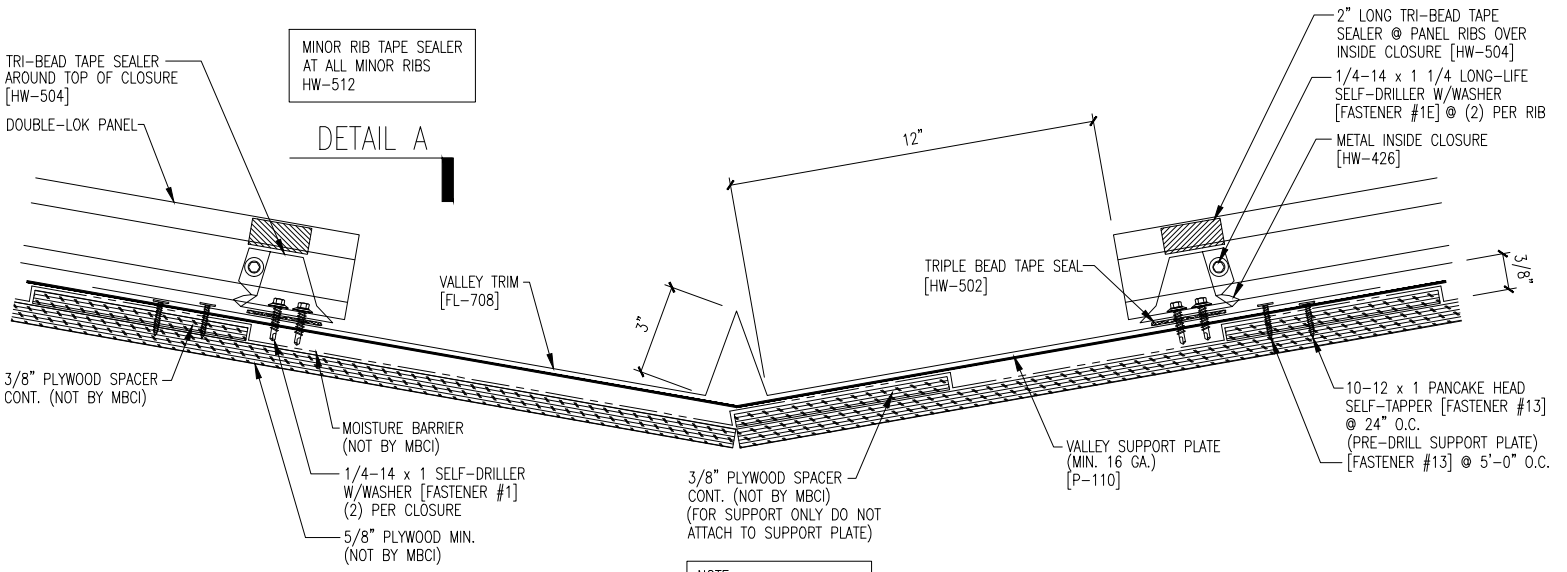 TRI-BEAD TAPE SEALER
AROUND TOP OF CLOSURE
[HW-504]
DOUBLE-LOK PANEL
MINOR RIB TAPE SEALER
AT ALL MINOR RIBS
HW-512
DETAIL A
12"
2" LONG TRI-BEAD TAPE
SEALER @ PANEL RIBS OVER
INSIDE CLOSURE [HW-504]
1/4-14 x 1 1/4 LONG-LIFE
SELF-DRILLER W/WASHER
[FASTENER #1E] @ (2) PER RIB
METAL INSIDE CLOSURE
[HW-426]
VALLEY TRIM
[FL-708]
3"
TRIPLE BEAD TAPE SEAL
[HW-502]
3/8"
3/8" PLYWOOD SPACER
CONT. (NOT BY MBCI)
MOISTURE BARRIER
(NOT BY MBCI)
1/4-14 x 1 SELF-DRILLER
W/WASHER [FASTENER #1]
(2) PER CLOSURE
5/8" PLYWOOD MIN.
(NOT BY MBCI)
3/8" PLYWOOD SPACER
CONT. (NOT BY MBCI)
(FOR SUPPORT ONLY DO NOT
ATTACH TO SUPPORT PLATE)
VALLEY SUPPORT PLATE
(MIN. 16 GA.)
[P-110]
10-12 x 1 PANCAKE HEAD
SELF-TAPPER [FASTENER #13]
@ 24" O.C.
(PRE-DRILL SUPPORT PLATE)
[FASTENER #13] @ 5'-0" O.C.